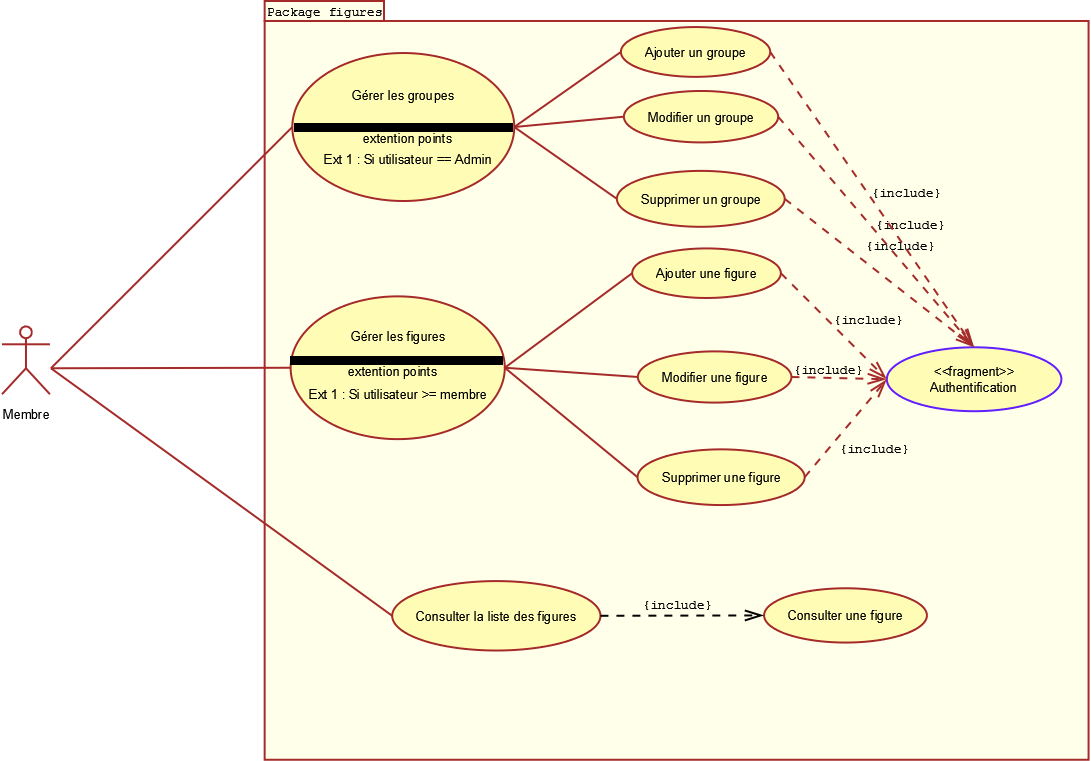 Package figures
Ajouter un groupe
Gérer les groupes
Modifier un groupe
extention points
Ext 1 : Si utilisateur == Admin
Supprimer un groupe
{include}
{include}
{include}
Ajouter une figure
{include}
Gérer les figures
extention points
Ext 1 : Si utilisateur >= membre
Modifier une figure
{include}
<<fragment>>
Authentification
Membre
{include}
Supprimer une figure
Consulter la liste des figures
{include}
Consulter une figure